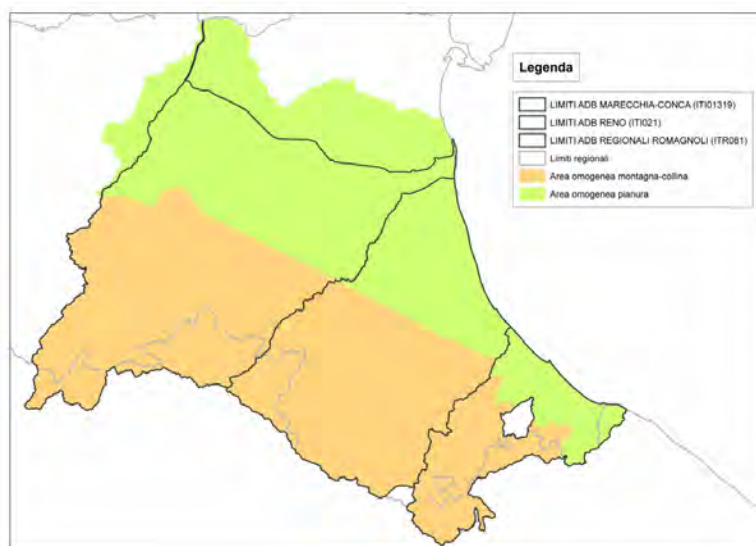 Legenda
LIMITI ADB MARECCHIA-CONCA (ITI01319)
LIMITI ADB RENO (ITI021)
LIMITI ADB REGIONALI ROMAGNOLI (ITR081)
Limiti regionali
Area omogenea montagna-collina
Area omogenea pianura